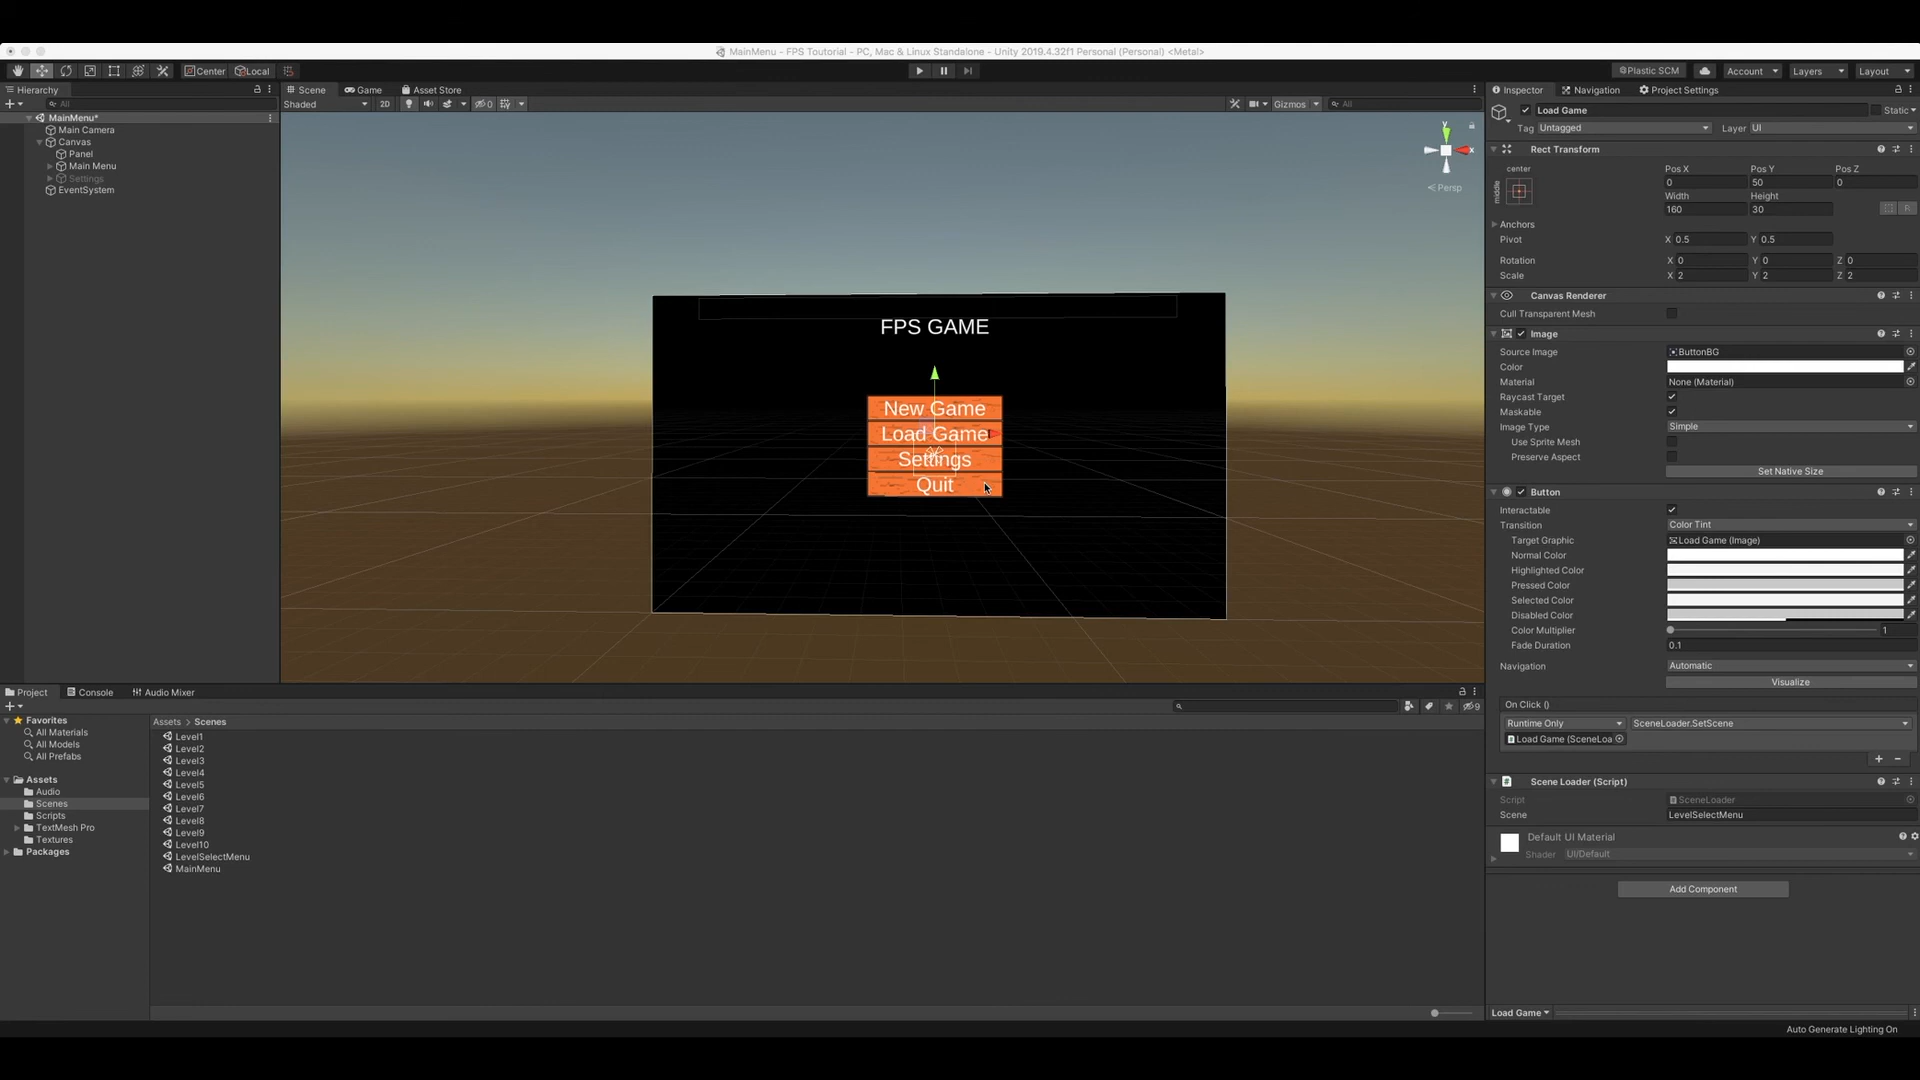 MainMenu - FPS Toutorial - PC, Mac & Linux Standalone - Unity 2019.4.32f1 Personal (Personal) <Metal>
Center Local Plastic SCM Account Layers Layout
Hierarchy
All
MainMenu*
Main Camera
Canvas
Panel
Main Menu
Settings
EventSystem
Scene Game Asset Store
Shaded 2D 0 Gizmos All
y
x
Persp
FPS GAME
New Game
Load Game
Settings
Quit
Inspector Navigation Project Settings
Load Game Static
Tag Untagged Layer UI
Rect Transform
center
middle
Pos X Pos Y Pos Z
0 50 0
Width Height
160 30
R
Anchors
Pivot X 0.5 Y 0.5
Rotation X 0 Y 0 Z 0
Scale X 2 Y 2 Z 2
Canvas Renderer
Cull Transparent Mesh
Image
Source Image ButtonBG
Color
Material None (Material)
Raycast Target
Maskable
Image Type Simple
Use Sprite Mesh
Preserve Aspect
Set Native Size
Button
Interactable
Transition Color Tint
Target Graphic Load Game (Image)
Normal Color
Highlighted Color
Pressed Color
Selected Color
Disabled Color
Color Multiplier 1
Fade Duration 0.1
Navigation Automatic
Visualize
On Click ()
Runtime Only SceneLoader.SetScene
Load Game (SceneLoa
+ −
Scene Loader (Script)
Script SceneLoader
Scene LevelSelectMenu
Default UI Material
Shader UI/Default
Add Component
Load Game
Project Console Audio Mixer
9
Favorites
All Materials
All Models
All Prefabs
Assets
Audio
Scenes
Scripts
TextMesh Pro
Textures
Packages
Assets > Scenes
Level1
Level2
Level3
Level4
Level5
Level6
Level7
Level8
Level9
Level10
LevelSelectMenu
MainMenu
Auto Generate Lighting On